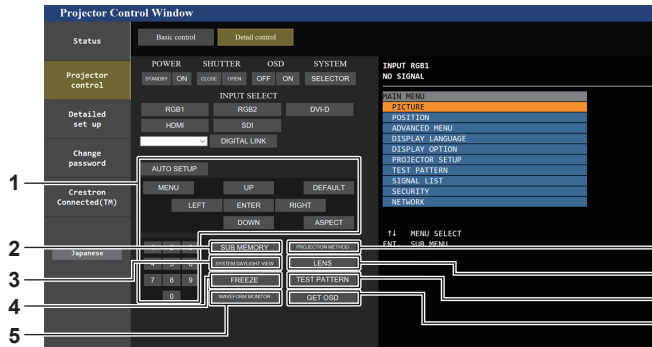 Projector Control Window
Status
Projector
control
Detailed
set up
Change
password
Crestron
Connected(TM)
Japanese
Basic control
Detail control
POWER
SHUTTER
OSD
SYSTEM
STANDBY
ON
CLOSE
OPEN
OFF
ON
SELECTOR
INPUT SELECT
RGB1
RGB2
DVI-D
HDMI
SDI
DIGITAL LINK
AUTO SETUP
MENU
UP
DEFAULT
LEFT
ENTER
RIGHT
DOWN
ASPECT
SUB MEMORY
PROJECTION METHOD
SYSTEM DAYLIGHT VIEW
LENS
7
8
9
FREEZE
TEST PATTERN
0
WAVEFORM MONITOR
GET OSD
INPUT RGB1
NO SIGNAL
MAIN MENU
PICTURE
POSITION
ADVANCED MENU
DISPLAY LANGUAGE
DISPLAY OPTION
PROJECTOR SETUP
TEST PATTERN
SIGNAL LIST
SECURITY
NETWORK
↑↓ MENU SELECT
ENT SUB MENU
1
2
3
4
5